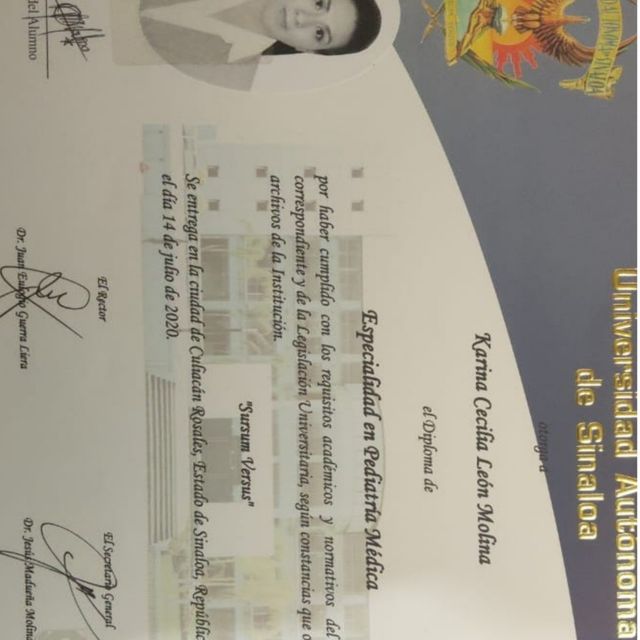 Universidad Autónoma
de Sinaloa
otorga a
Karina Cecilia León Molina
el Diploma de
Especialidad en Pediatría Médica
por haber cumplido con los requisitos académicos y normativos del
correspondiente y de la Legislación Universitaria, según constancias que o
archivos de la Institución.
"Sursum Versus"
Se entrega en la ciudad de Culiacán Rosales, Estado de Sinaloa, Repúblic
el día 14 de julio de 2020.
del Alumno
El Rector
Dr. Juan Eulogio Guerra Liera
El Secretario General
Dr. Jesús Madueña Molina